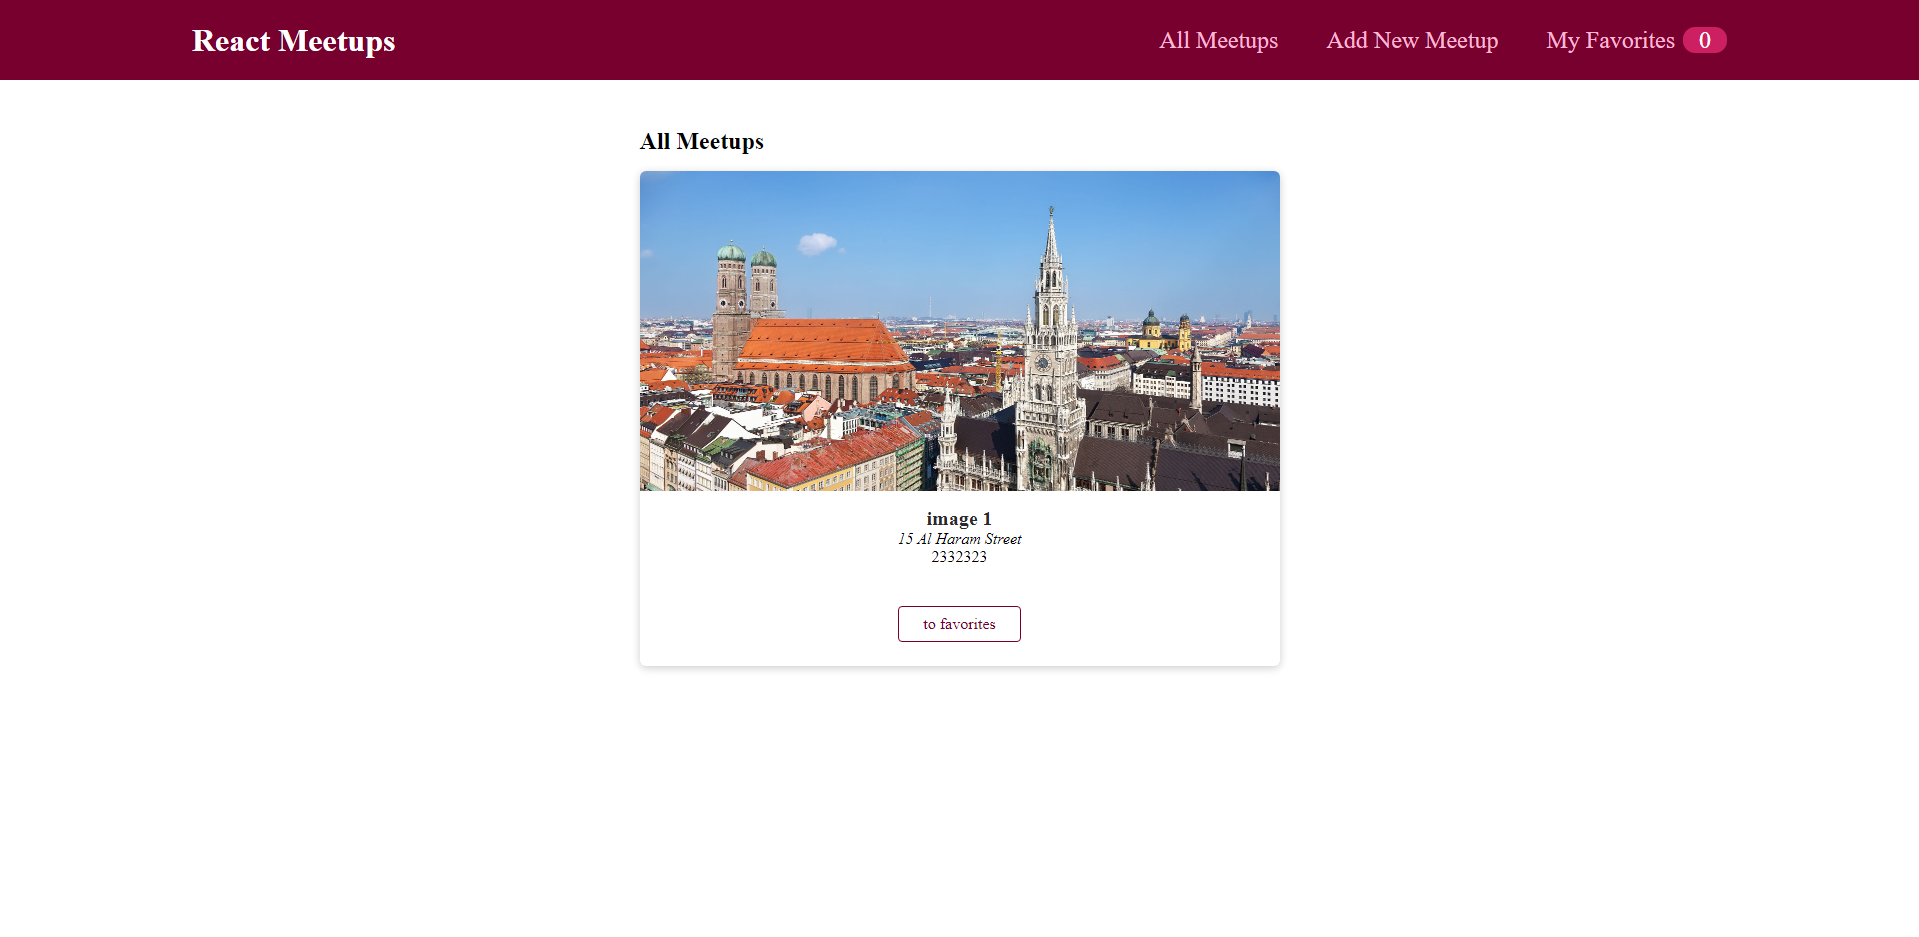 React Meetups
All Meetups
Add New Meetup
My Favorites 0
All Meetups
image 1
15 Al Haram Street
2332323
to favorites